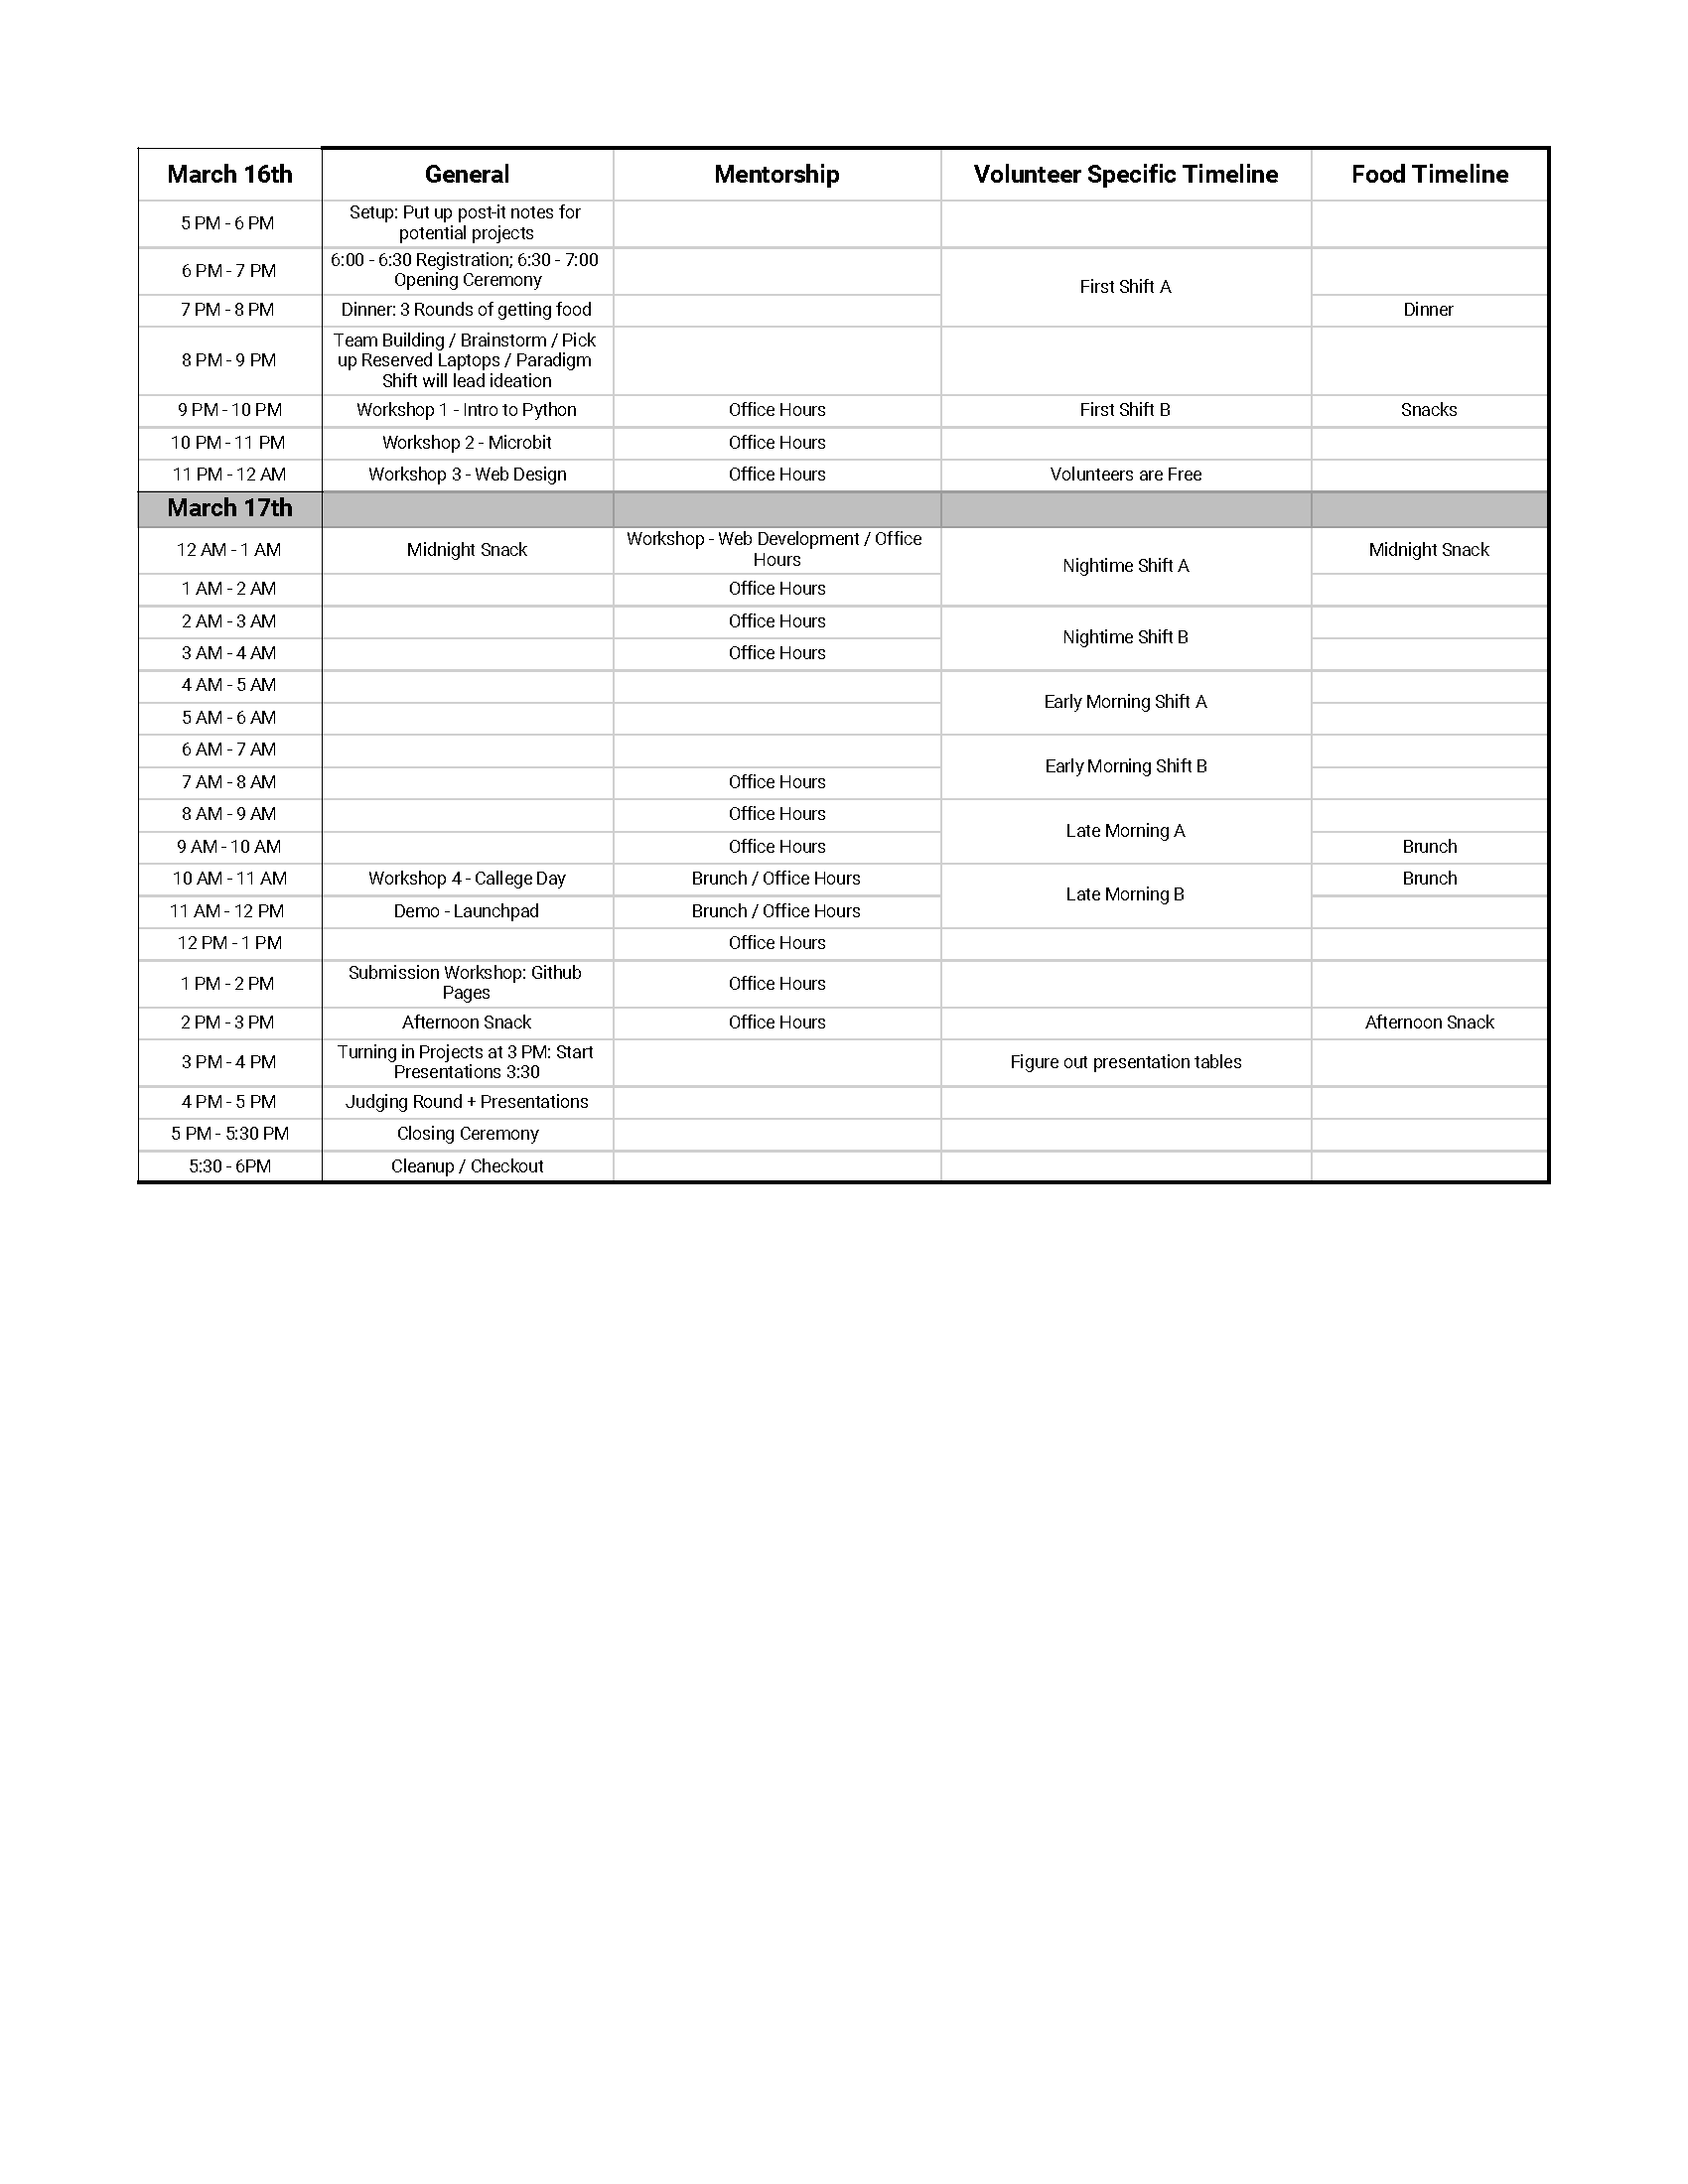 March 16th General Mentorship Volunteer Specific Timeline Food Timeline
5 PM - 6 PM Setup: Put up post-it notes for
potential projects
6 PM - 7 PM 6:00 - 6:30 Registration; 6:30 - 7:00
Opening Ceremony
First Shift A
7 PM - 8 PM Dinner: 3 Rounds of getting food Dinner
8 PM - 9 PM Team Building / Brainstorm / Pick
up Reserved Laptops / Paradigm
Shift will lead ideation
9 PM - 10 PM Workshop 1 - Intro to Python Office Hours First Shift B Snacks
10 PM - 11 PM Workshop 2 - Microbit Office Hours
11 PM - 12 AM Workshop 3 - Web Design Office Hours Volunteers are Free
March 17th
12 AM - 1 AM Midnight Snack Workshop - Web Development / Office
Hours
Nightime Shift A
Midnight Snack
1 AM - 2 AM Office Hours
2 AM - 3 AM Office Hours
Nightime Shift B
3 AM - 4 AM Office Hours
4 AM - 5 AM
Early Morning Shift A
5 AM - 6 AM
6 AM - 7 AM
Early Morning Shift B
7 AM - 8 AM Office Hours
8 AM - 9 AM Office Hours
Late Morning A
9 AM - 10 AM Office Hours Brunch
10 AM - 11 AM Workshop 4 - Callege Day Brunch / Office Hours Brunch
Late Morning B
11 AM - 12 PM Demo - Launchpad Brunch / Office Hours
12 PM - 1 PM Office Hours
1 PM - 2 PM Submission Workshop: Github
Pages
Office Hours
2 PM - 3 PM Afternoon Snack Office Hours Afternoon Snack
3 PM - 4 PM Turning in Projects at 3 PM: Start
Presentations 3:30
Figure out presentation tables
4 PM - 5 PM Judging Round + Presentations
5 PM - 5:30 PM Closing Ceremony
5:30 - 6PM Cleanup / Checkout